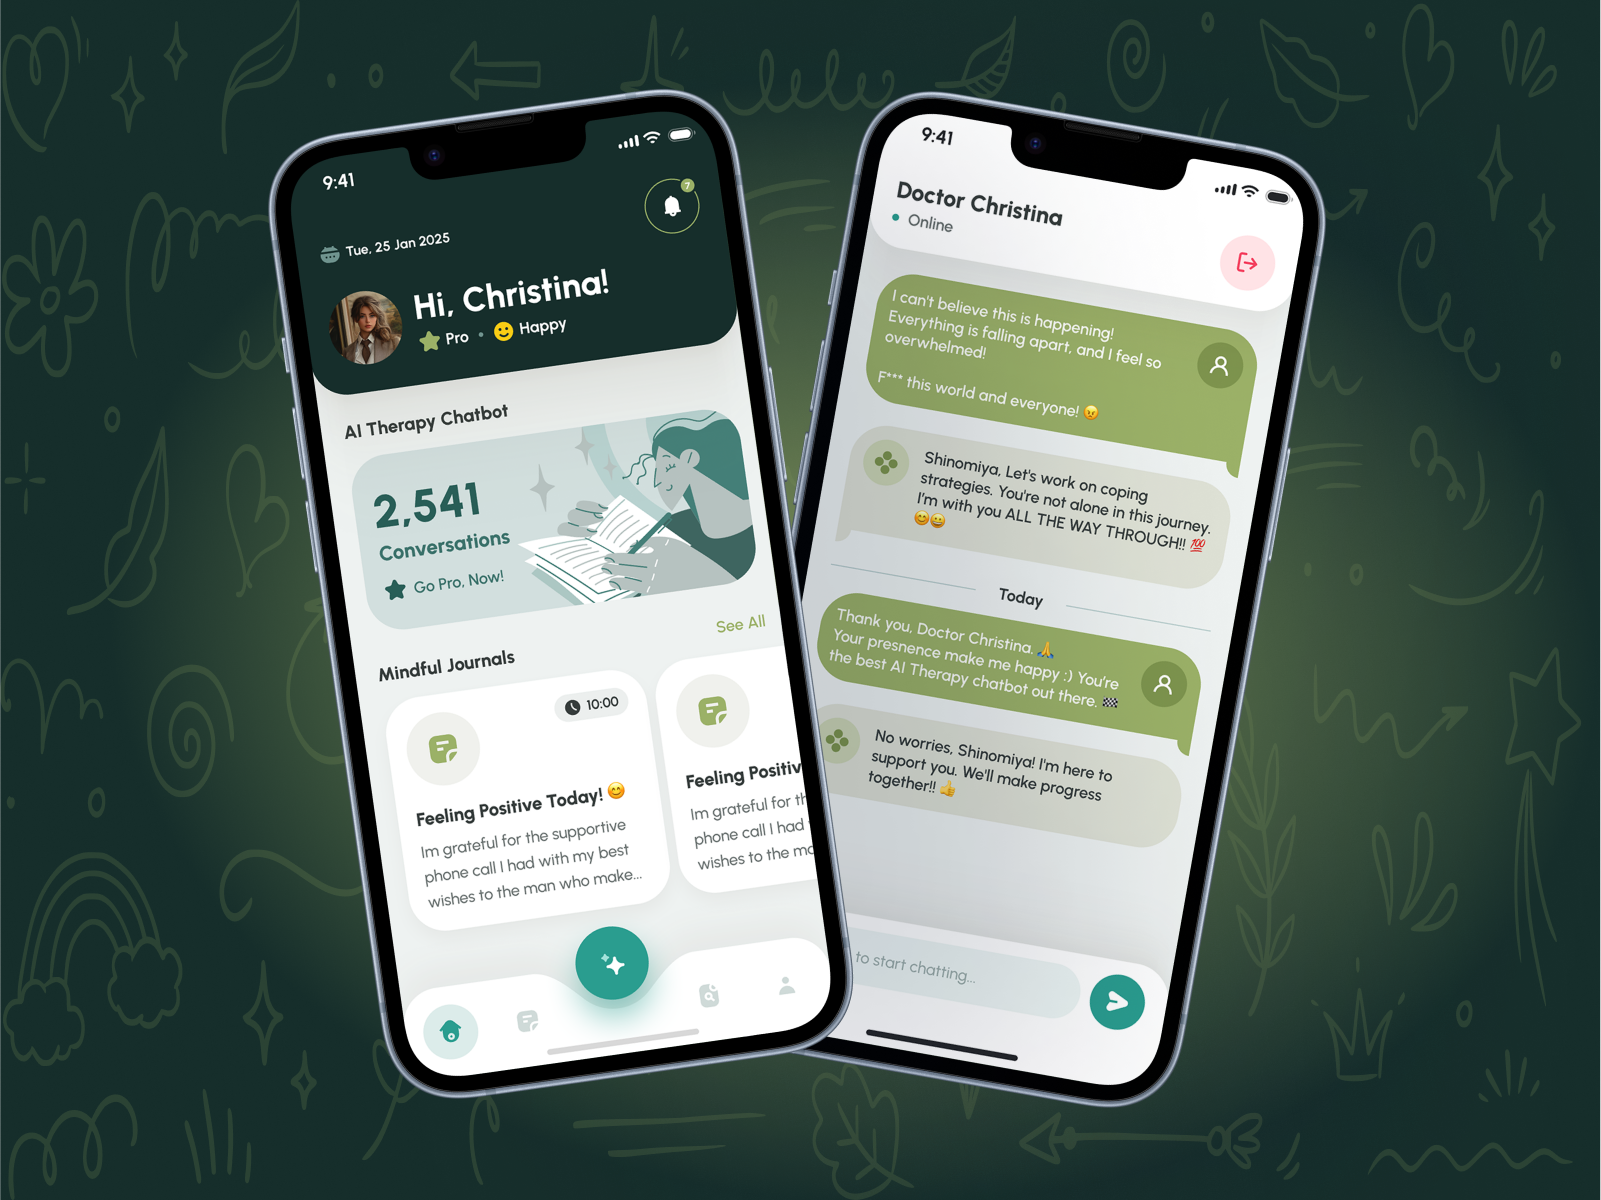 9:41
Tue, 25 Jan 2025
7
Hi, Christina!
Pro • Happy
AI Therapy Chatbot
2,541
Conversations
Go Pro, Now!
See All
Mindful Journals
10:00
Feeling Positive Today! 😊
Im grateful for the supportive
phone call I had with my best
wishes to the man who make...
Feeling Positiv
Im grateful for th
phone call I had
wishes to the ma
9:41
Doctor Christina
Online
I can't believe this is happening!
Everything is falling apart, and I feel so
overwhelmed!
F*** this world and everyone! 😠
Shinomiya, Let's work on coping
strategies. You're not alone in this journey.
I'm with you ALL THE WAY THROUGH!! 💯
😊😀
Today
Thank you, Doctor Christina. 🙏
Your presnence make me happy :) You're
the best AI Therapy chatbot out there. 🏁
No worries, Shinomiya! I'm here to
support you. We'll make progress
together!! 👍
to start chatting...